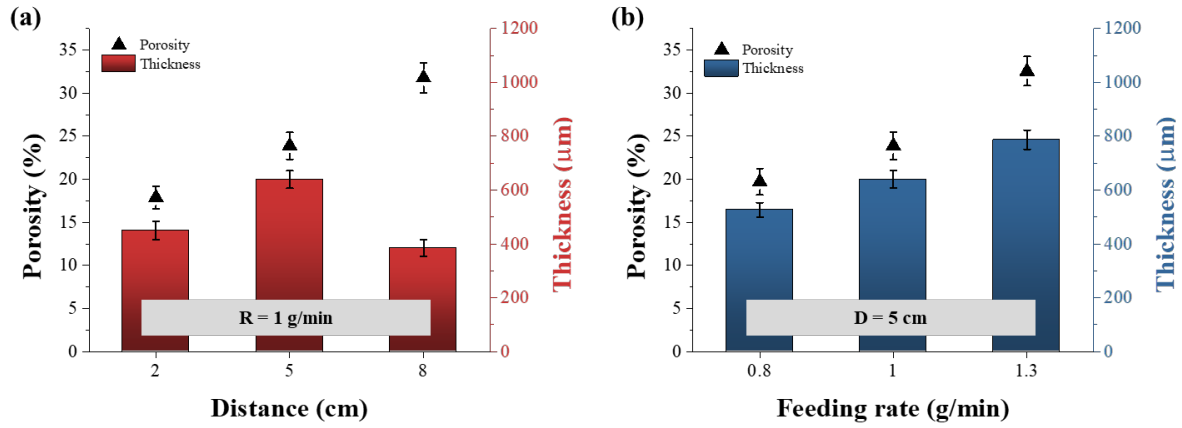 (a)
Porosity
Thickness
R = 1 g/min
35
30
25
20
15
10
5
0
Porosity (%)
1200
1000
800
600
400
200
0
Thickness (μm)
2 5 8
Distance (cm)
(b)
Porosity
Thickness
D = 5 cm
35
30
25
20
15
10
5
0
Porosity (%)
1200
1000
800
600
400
200
0
Thickness (μm)
0.8 1 1.3
Feeding rate (g/min)